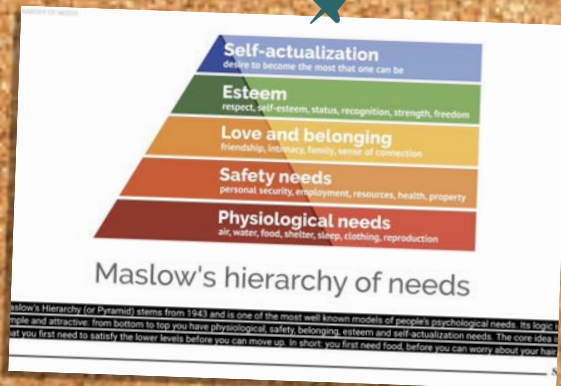 Self-actualization
desire to become the most that one can be
Esteem
respect, self-esteem, status, recognition, strength, freedom
Love and belonging
friendship, intimacy, family, sense of connection
Safety needs
personal security, employment, resources, health, property
Physiological needs
air, water, food, shelter, sleep, clothing, reproduction
Maslow's hierarchy of needs
aslow's Hierarchy (or Pyramid) stems from 1943 and is one of the most well known models of people's psychological needs. Its logic i
mple and attractive: from bottom to top you have physiological, safety, belonging, esteem and self-actualization needs. The core idea i
at you first need to satisfy the lower levels before you can move up. In short: you first need food, before you can worry about your hair.